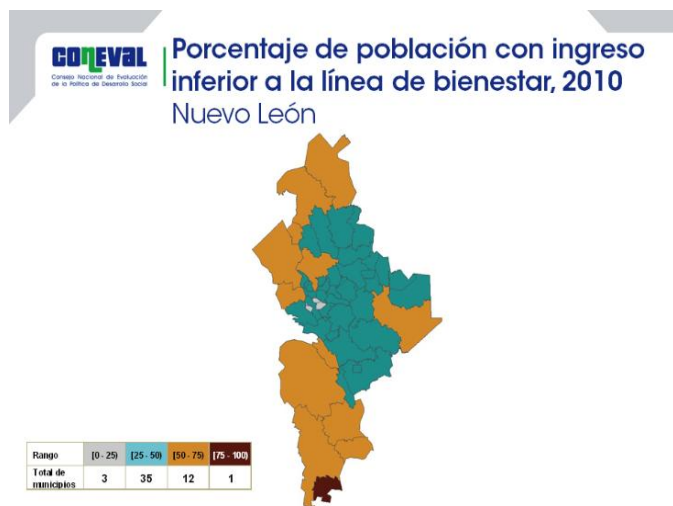 CONEVAL
Consejo Nacional de Evaluación
de la Política de Desarrollo Social
Porcentaje de población con ingreso
inferior a la línea de bienestar, 2010
Nuevo León
Rango [0 - 25) [25 - 50) [50 - 75) [75 - 100)
Total de
municipios 3 35 12 1